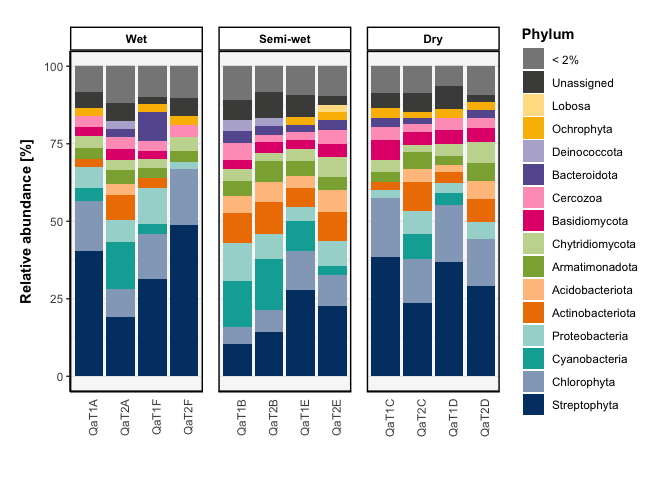 Wet
Semi-wet
Dry
Relative abundance [%]
100
75
50
25
0
QaT1A
QaT2A
QaT1F
QaT2F
QaT1B
QaT2B
QaT1E
QaT2E
QaT1C
QaT2C
QaT1D
QaT2D
Phylum
< 2%
Unassigned
Lobosa
Ochrophyta
Deinococcota
Bacteroidota
Cercozoa
Basidiomycota
Chytridiomycota
Armatimonadota
Acidobacteriota
Actinobacteriota
Proteobacteria
Cyanobacteria
Chlorophyta
Streptophyta